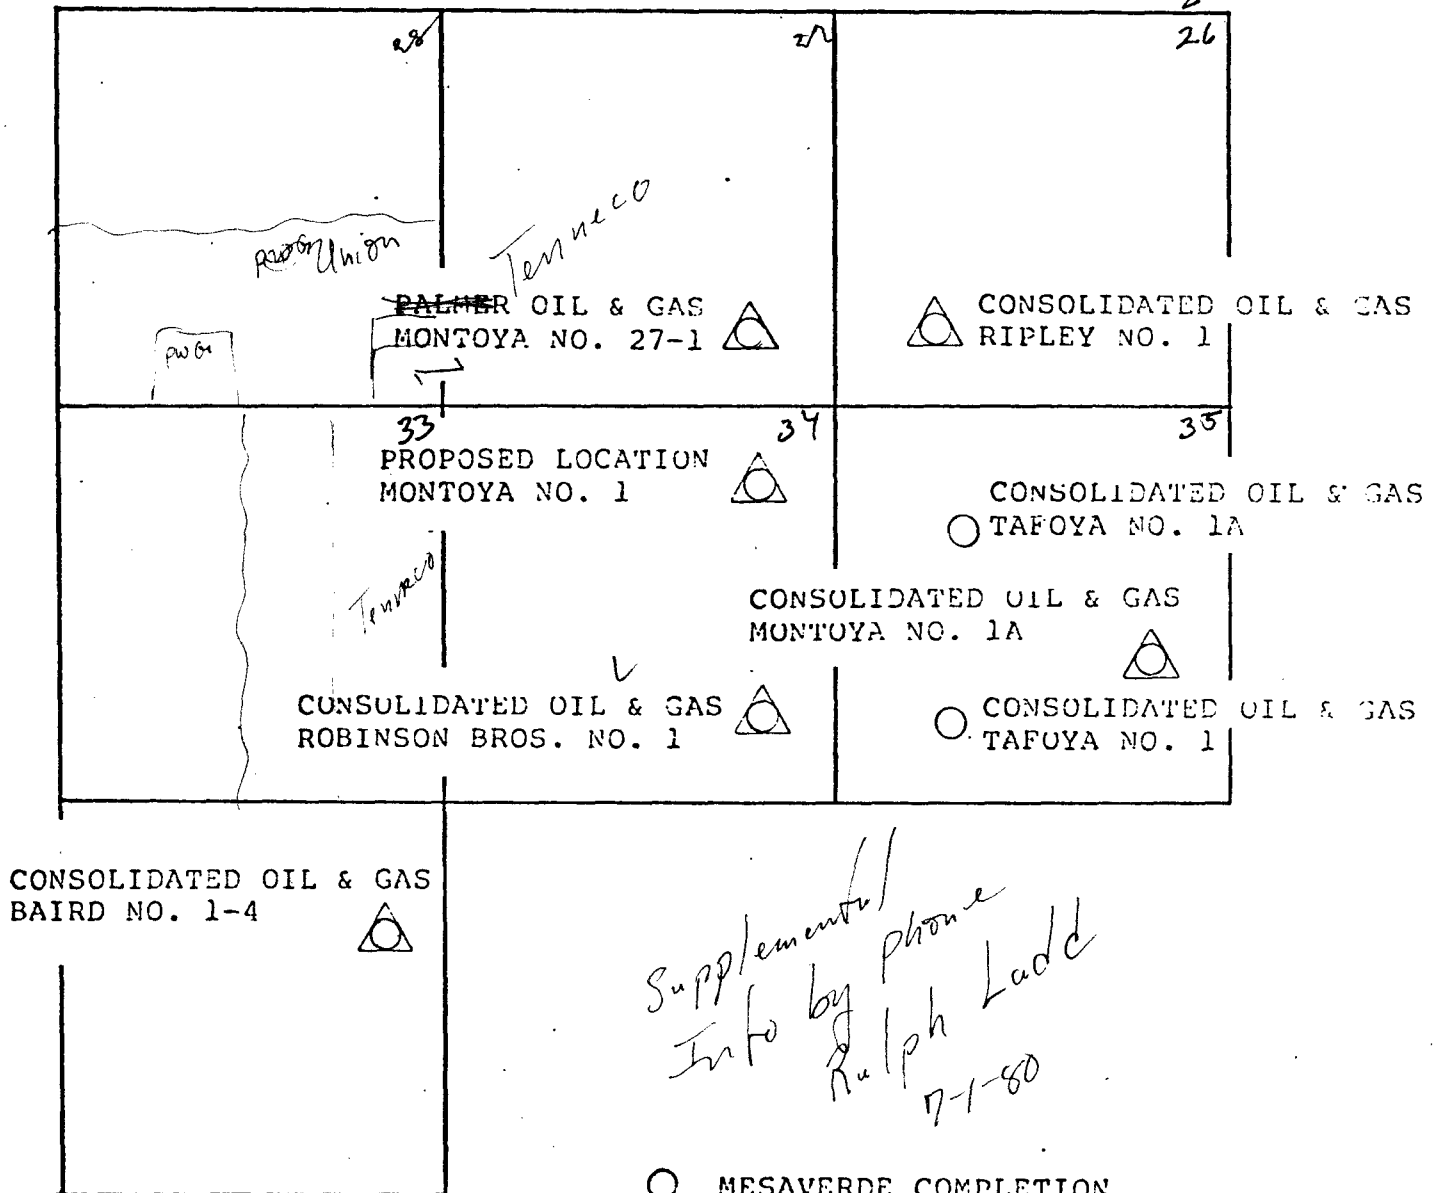 28
27
26
Union
Tenneco
PALMER OIL & GAS
MONTOYA NO. 27-1
CONSOLIDATED OIL & GAS
RIPLEY NO. 1
33
34
35
PROPOSED LOCATION
MONTOYA NO. 1
CONSOLIDATED OIL & GAS
TAFOYA NO. 1A
Tenneco
CONSOLIDATED OIL & GAS
MONTOYA NO. 1A
CONSOLIDATED OIL & GAS
ROBINSON BROS. NO. 1
CONSOLIDATED OIL & GAS
TAFOYA NO. 1
CONSOLIDATED OIL & GAS
BAIRD NO. 1-4
Supplemental
Info by phone
Ralph Ladd
7-1-80
MESAVERDE COMPLETION